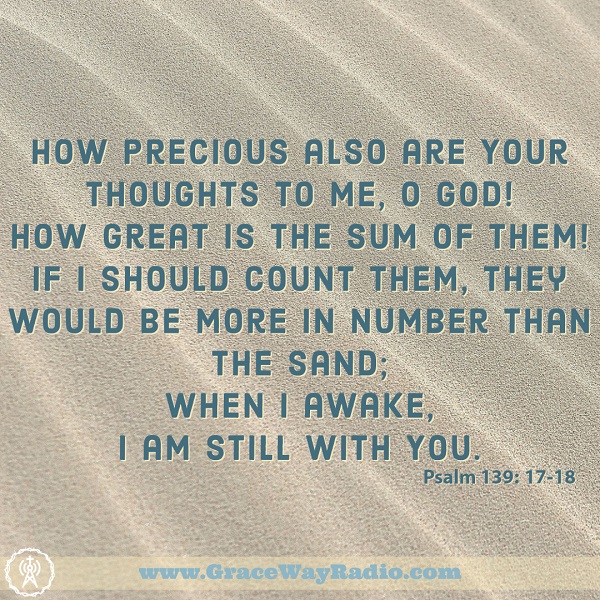 HOW PRECIOUS ALSO ARE YOUR
THOUGHTS TO ME, O GOD!
HOW GREAT IS THE SUM OF THEM!
IF I SHOULD COUNT THEM, THEY
WOULD BE MORE IN NUMBER THAN
THE SAND;
WHEN I AWAKE,
I AM STILL WITH YOU.
Psalm 139: 17-18
www.GraceWayRadio.com